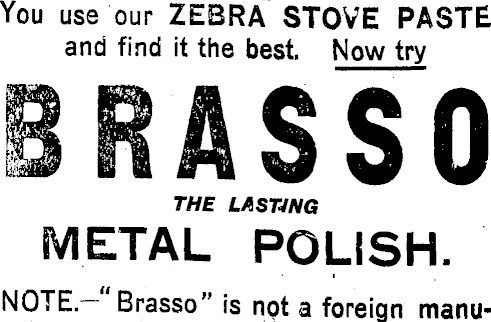 You use our ZEBRA STOVE PASTE
and find it the best. Now try
BRASSO
THE LASTING
METAL POLISH.
NOTE.—“Brasso” is not a foreign manu-